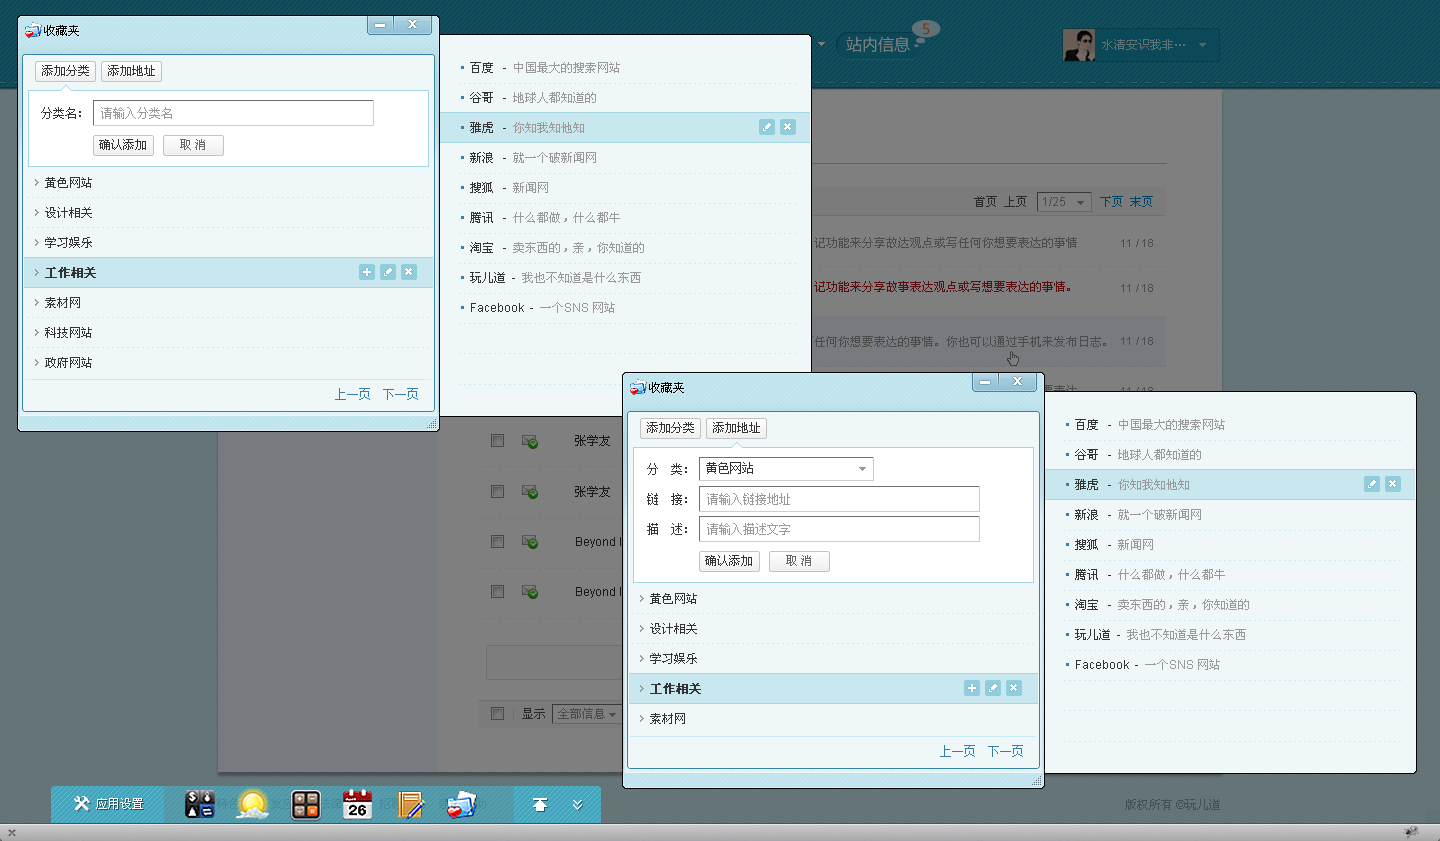 收藏夹
添加分类 添加地址
分类名： 请输入分类名
确认添加 取 消
黄色网站
设计相关
学习娱乐
工作相关
素材网
科技网站
政府网站
上一页 下一页
百度 - 中国最大的搜索网站
谷哥 - 地球人都知道的
雅虎 - 你知我知他知
新浪 - 就一个破新闻网
搜狐 - 新闻网
腾讯 - 什么都做，什么都牛
淘宝 - 卖东西的，亲，你知道的
玩儿道 - 我也不知道是什么东西
Facebook - 一个SNS 网站
站内信息 5
水清安识我非…
首页 上页 1/25 下页 末页
记功能来分享故达观点或写任何你想要表达的事情 11 / 18
记功能来分享故事表达观点或写想要表达的事情。 11 / 18
任何你想要表达的事情。你也可以通过手机来发布日志。 11 / 18
张学友
张学友
Beyond
Beyond
显示 全部信息
收藏夹
添加分类 添加地址
分 类： 黄色网站
链 接： 请输入链接地址
描 述： 请输入描述文字
确认添加 取 消
黄色网站
设计相关
学习娱乐
工作相关
素材网
上一页 下一页
百度 - 中国最大的搜索网站
谷哥 - 地球人都知道的
雅虎 - 你知我知他知
新浪 - 就一个破新闻网
搜狐 - 新闻网
腾讯 - 什么都做，什么都牛
淘宝 - 卖东西的，亲，你知道的
玩儿道 - 我也不知道是什么东西
Facebook - 一个SNS 网站
应用设置
26
版权所有 ©玩儿道